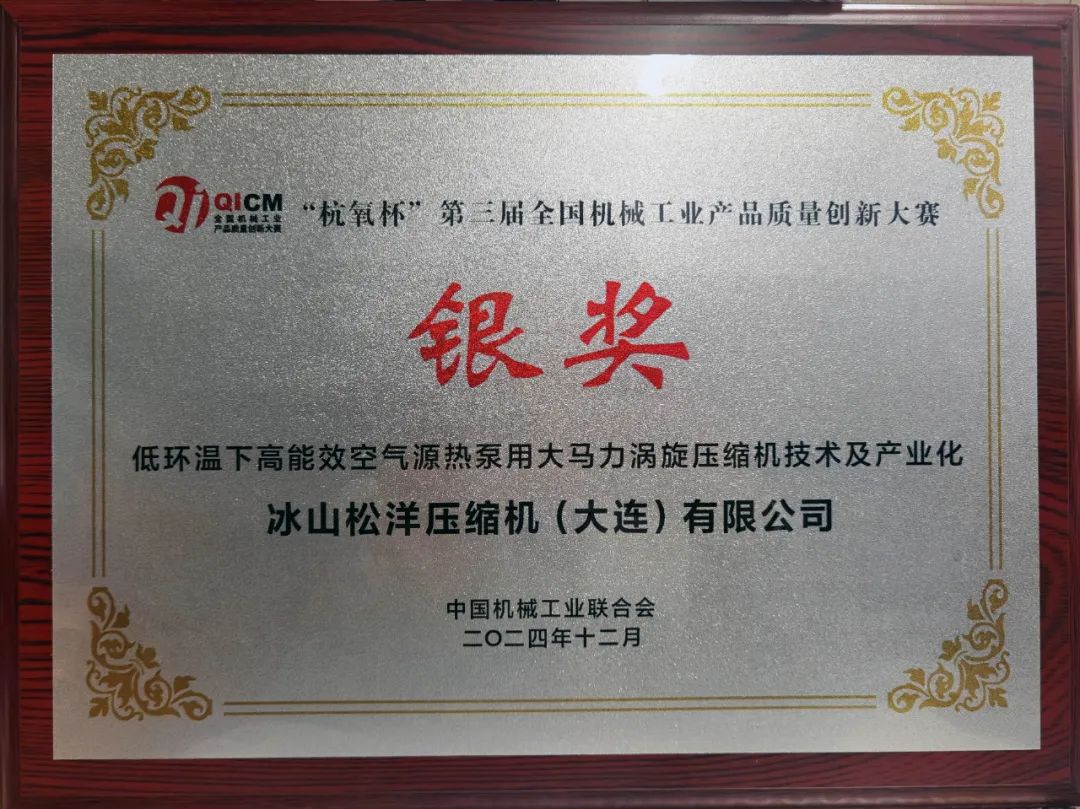 QICM
全国机械工业
产品质量创新大赛
“杭氧杯”第三届全国机械工业产品质量创新大赛
银奖
低环温下高能效空气源热泵用大马力涡旋压缩机技术及产业化
冰山松洋压缩机（大连）有限公司
中国机械工业联合会
二〇二四年十二月